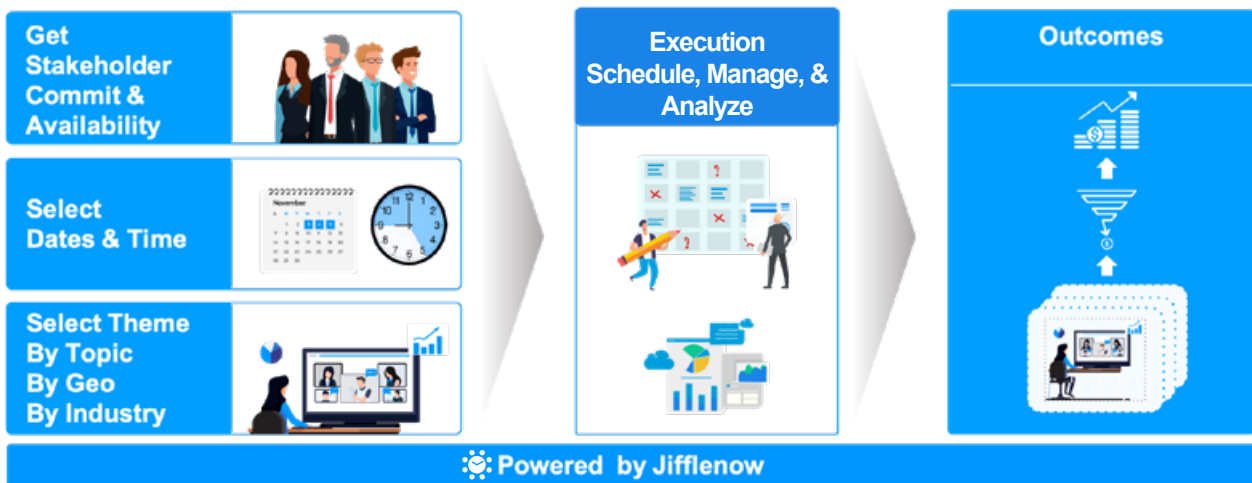 Get
Stakeholder
Commit &
Availability
Select
Dates & Time
November
Select Theme
By Topic
By Geo
By Industry
Execution
Schedule, Manage, &
Analyze
Outcomes
Powered by Jifflenow